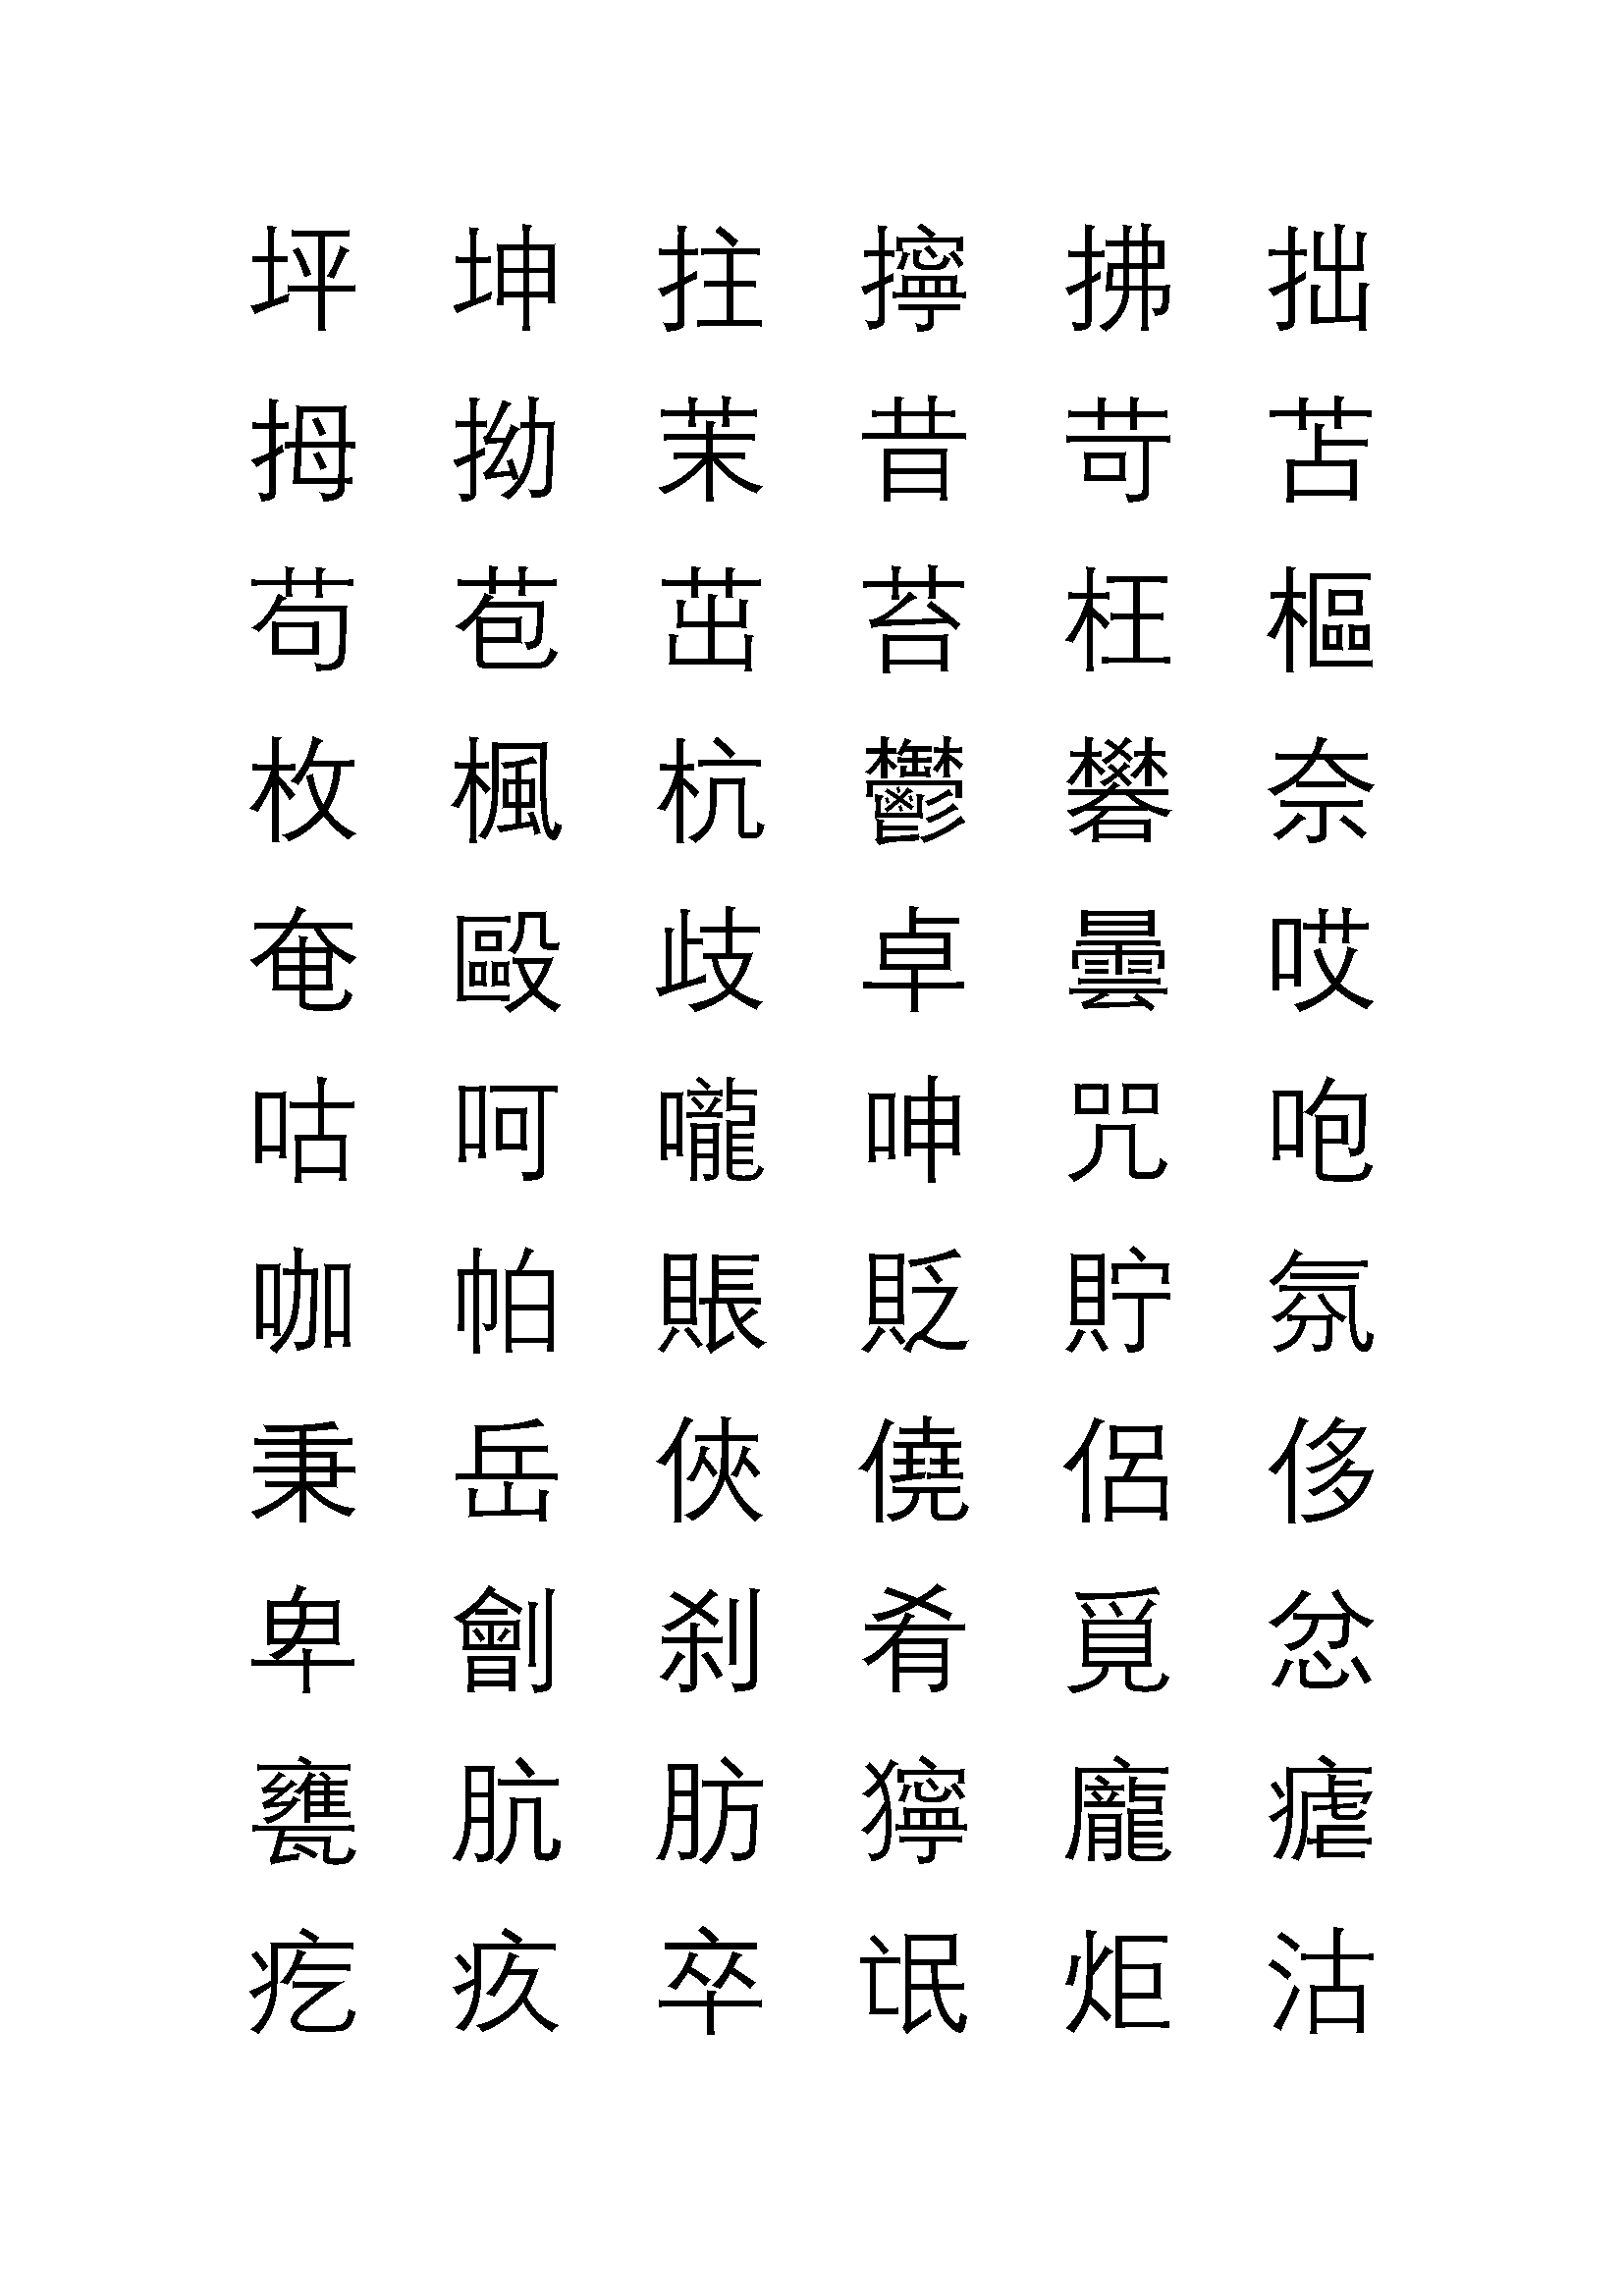 坪 坤 拄 擰 拂 拙
拇 拗 茉 昔 苛 苫
苟 苞 茁 苔 枉 樞
枚 楓 杭 鬱 礬 奈
奄 毆 歧 卓 曇 哎
咕 呵 嚨 呻 咒 咆
咖 帕 賬 貶 貯 氛
秉 岳 俠 僥 侶 侈
卑 劊 剎 肴 覓 忿
甕 肮 肪 獰 龐 瘧
疙 疚 卒 氓 炬 沽